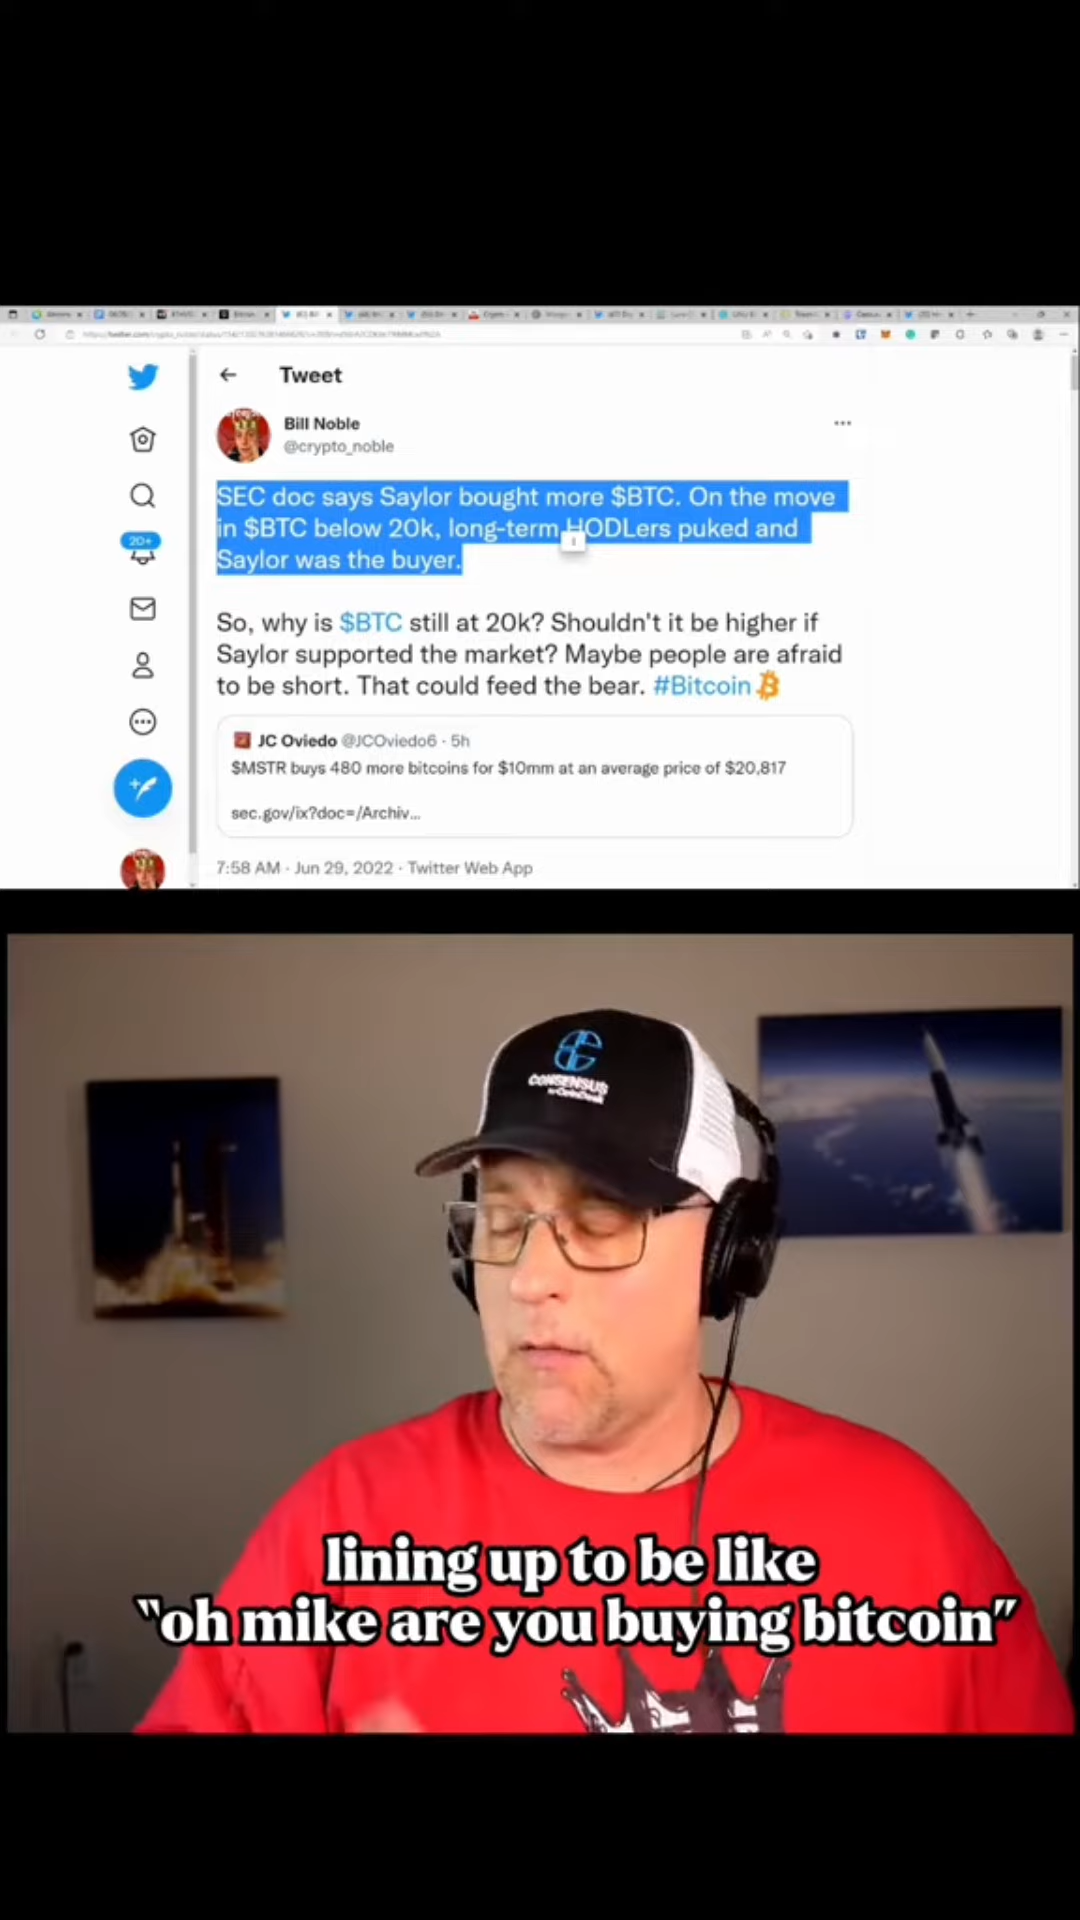 Tweet
Bill Noble
@crypto_noble
SEC doc says Saylor bought more $BTC. On the move
in $BTC below 20k, long-term HODLers puked and
Saylor was the buyer.
20+
So, why is $BTC still at 20k? Shouldn't it be higher if
Saylor supported the market? Maybe people are afraid
to be short. That could feed the bear. #Bitcoin
JC Oviedo @JCOviedo6 · 5h
$MSTR buys 480 more bitcoins for $10mm at an average price of $20,817
sec.gov/ix?doc=/Archiv...
7:58 AM · Jun 29, 2022 · Twitter Web App
CONSENSUS
by CoinDesk
lining up to be like
"oh mike are you buying bitcoin"